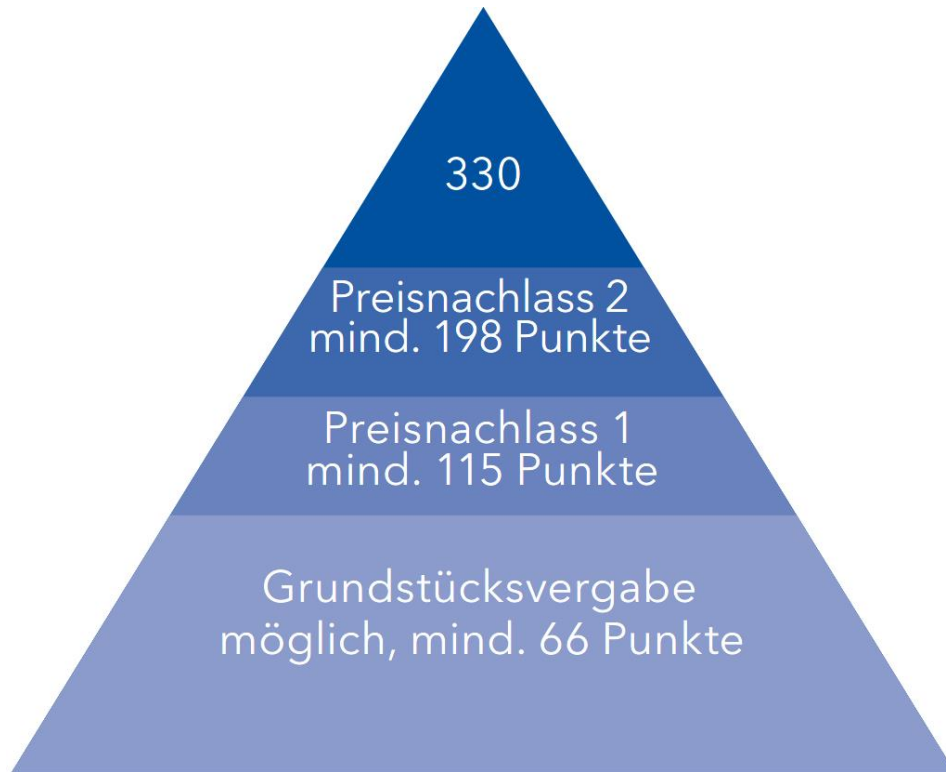 330
Preisnachlass 2
mind. 198 Punkte
Preisnachlass 1
mind. 115 Punkte
Grundstücksvergabe
möglich, mind. 66 Punkte